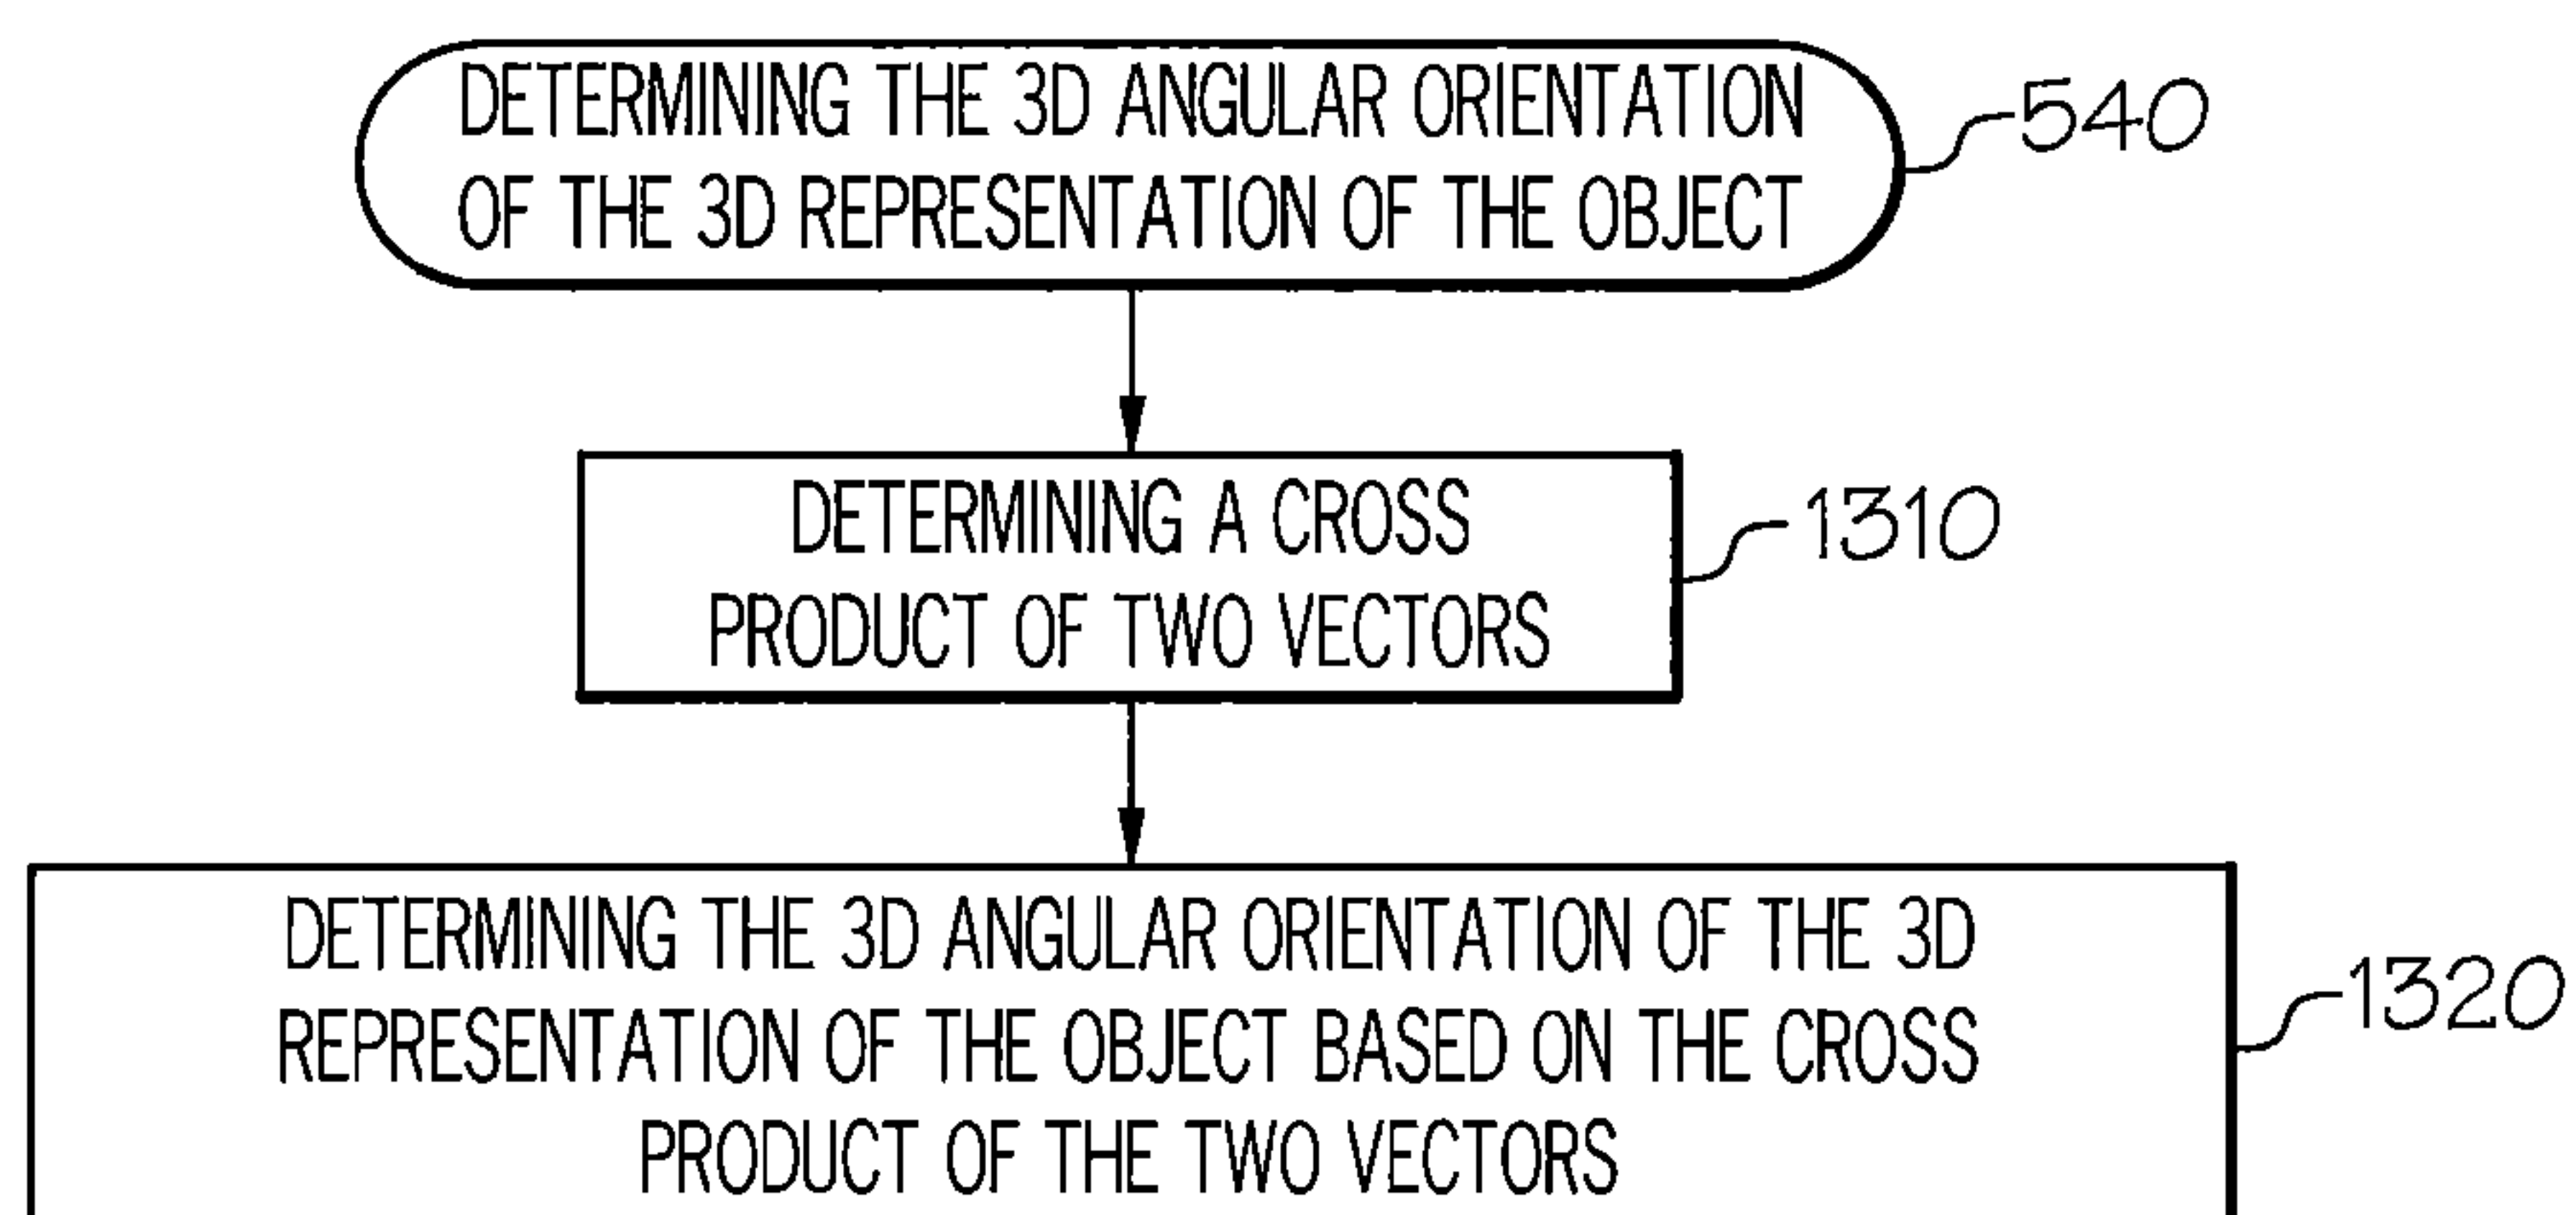 DETERMINING THE 3D ANGULAR ORIENTATION
OF THE 3D REPRESENTATION OF THE OBJECT
540
DETERMINING A CROSS
PRODUCT OF TWO VECTORS
1310
DETERMINING THE 3D ANGULAR ORIENTATION OF THE 3D
REPRESENTATION OF THE OBJECT BASED ON THE CROSS
PRODUCT OF THE TWO VECTORS
1320